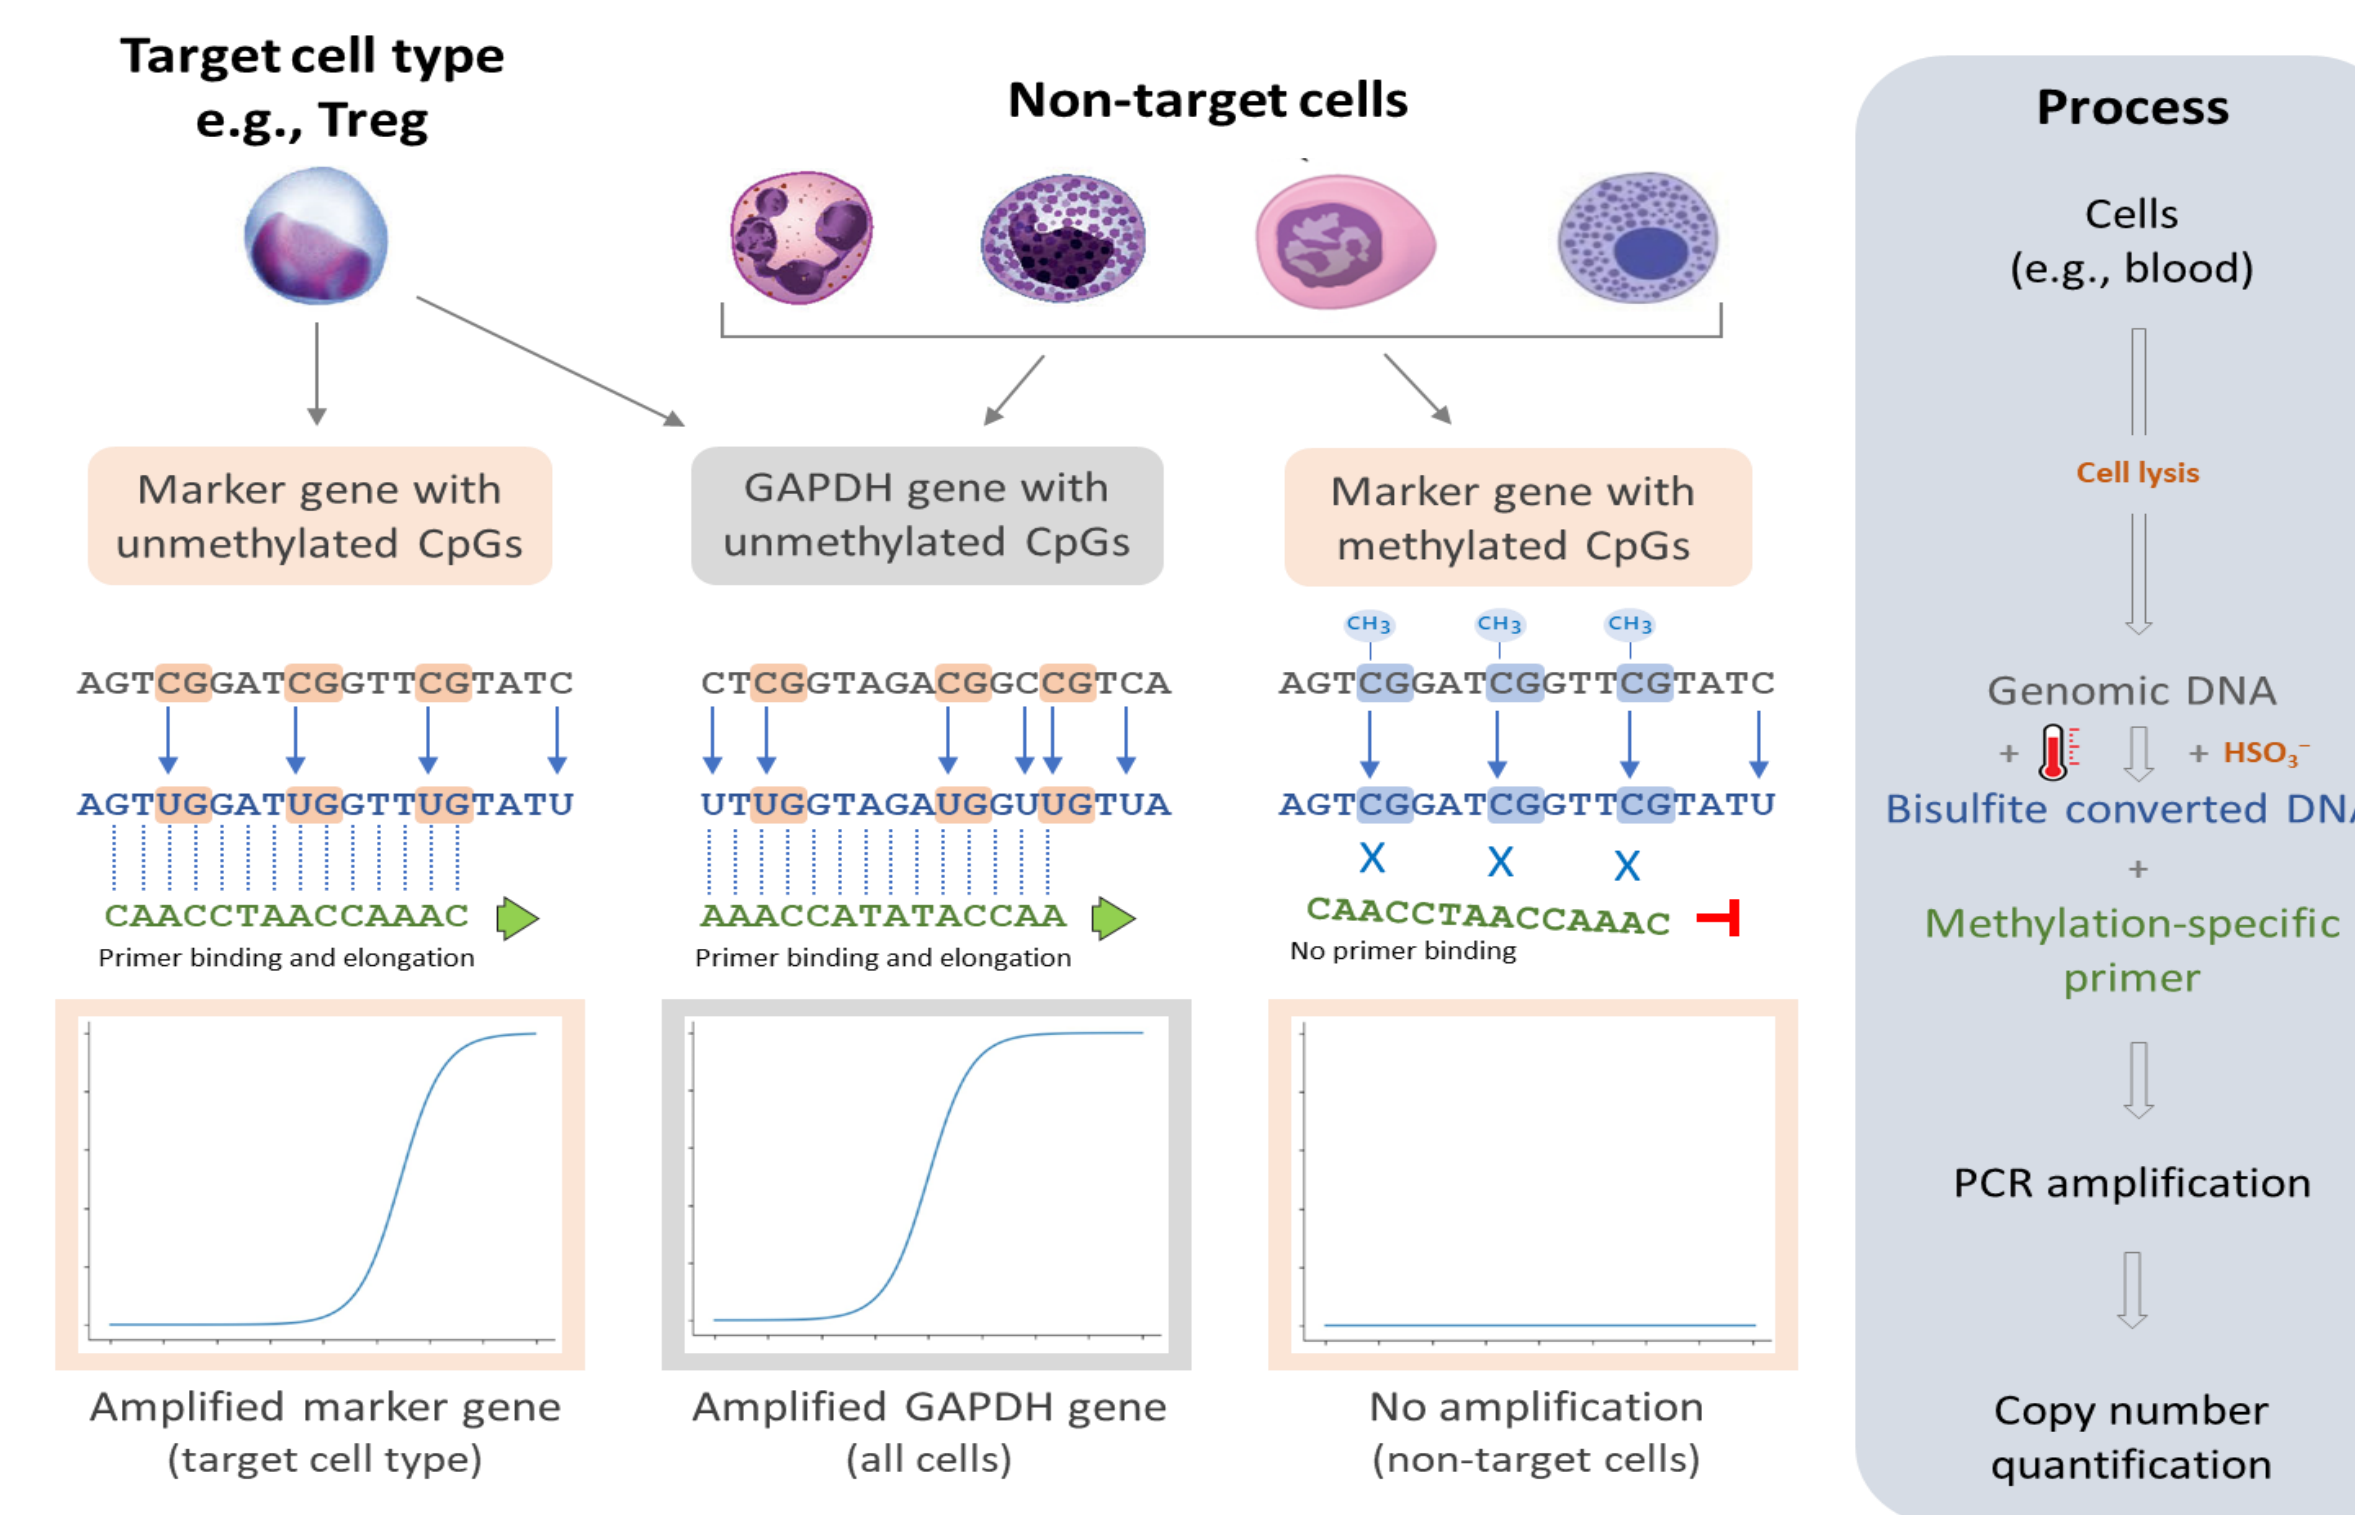 Target cell type
e.g., Treg
Non-target cells
Marker gene with
unmethylated CpGs
GAPDH gene with
unmethylated CpGs
Marker gene with
methylated CpGs
CH3 CH3 CH3
AGTCGGATCGGTTCGTATC
CTCGGTAGACGGCCGTCA
AGTCGGATCGGTTCGTATC
AGTUGGATUGGTTUGTATU
UTUGGTAGAUGGUUGTUA
AGTCGGATCGGTTCGTATU
X X X
CAACCTAACCAAAC
Primer binding and elongation
AAACCATATACCAA
Primer binding and elongation
CAACCTAACCAAAC
No primer binding
Amplified marker gene
(target cell type)
Amplified GAPDH gene
(all cells)
No amplification
(non-target cells)
Process
Cells
(e.g., blood)
Cell lysis
Genomic DNA
+ + HSO3−
Bisulfite converted DNA
+
Methylation-specific
primer
PCR amplification
Copy number
quantification